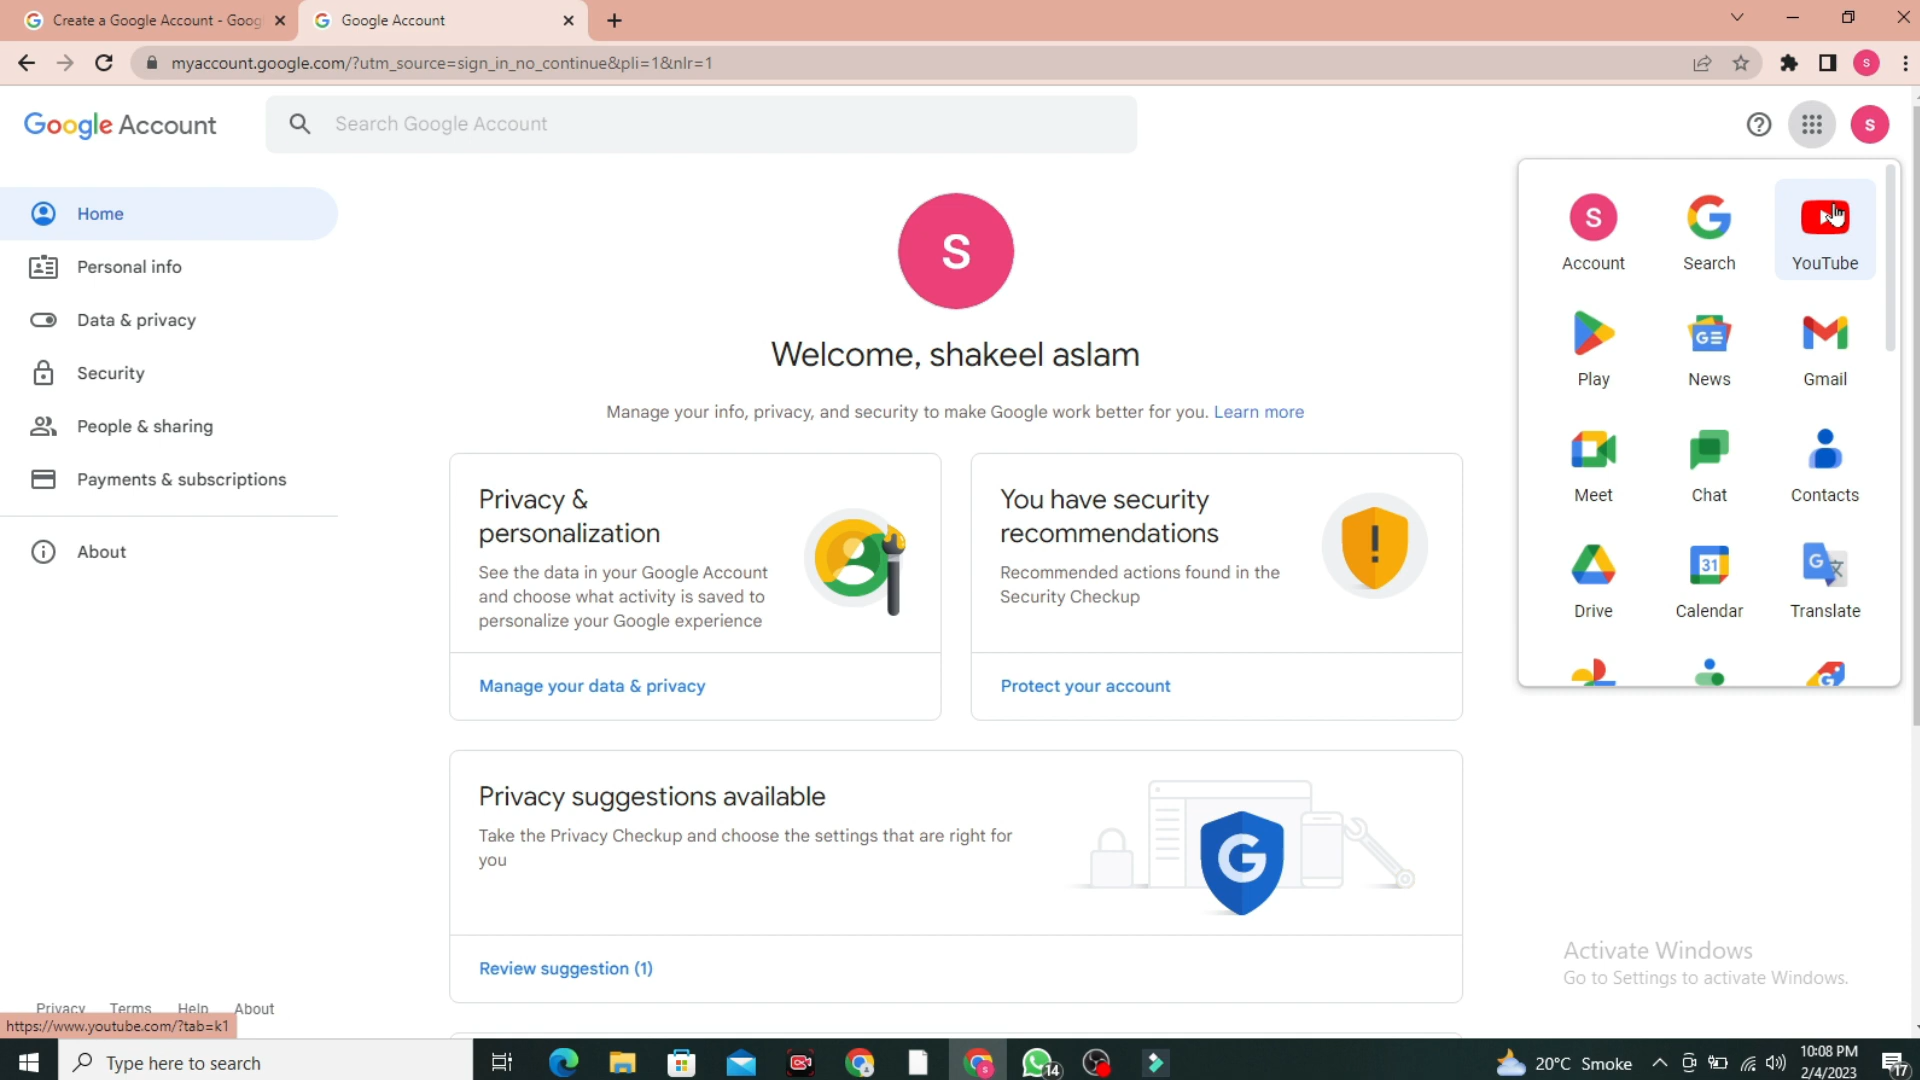 Create a Google Account - Goog
Google Account
myaccount.google.com/?utm_source=sign_in_no_continue&pli=1&nlr=1
S
Google Account
Search Google Account
S
Home
Personal info
Data & privacy
Security
People & sharing
Payments & subscriptions
About
S
Welcome, shakeel aslam
Manage your info, privacy, and security to make Google work better for you. Learn more
Privacy &
personalization
See the data in your Google Account
and choose what activity is saved to
personalize your Google experience
Manage your data & privacy
You have security
recommendations
Recommended actions found in the
Security Checkup
Protect your account
Privacy suggestions available
Take the Privacy Checkup and choose the settings that are right for
you
G
Review suggestion (1)
S
Account Search YouTube
GE
Play News Gmail
Meet Chat Contacts
31
Drive Calendar Translate
Activate Windows
Go to Settings to activate Windows.
Privacy Terms Help About
https://www.youtube.com/?tab=k1
Type here to search
14
20°C Smoke
10:08 PM
2/4/2023
17